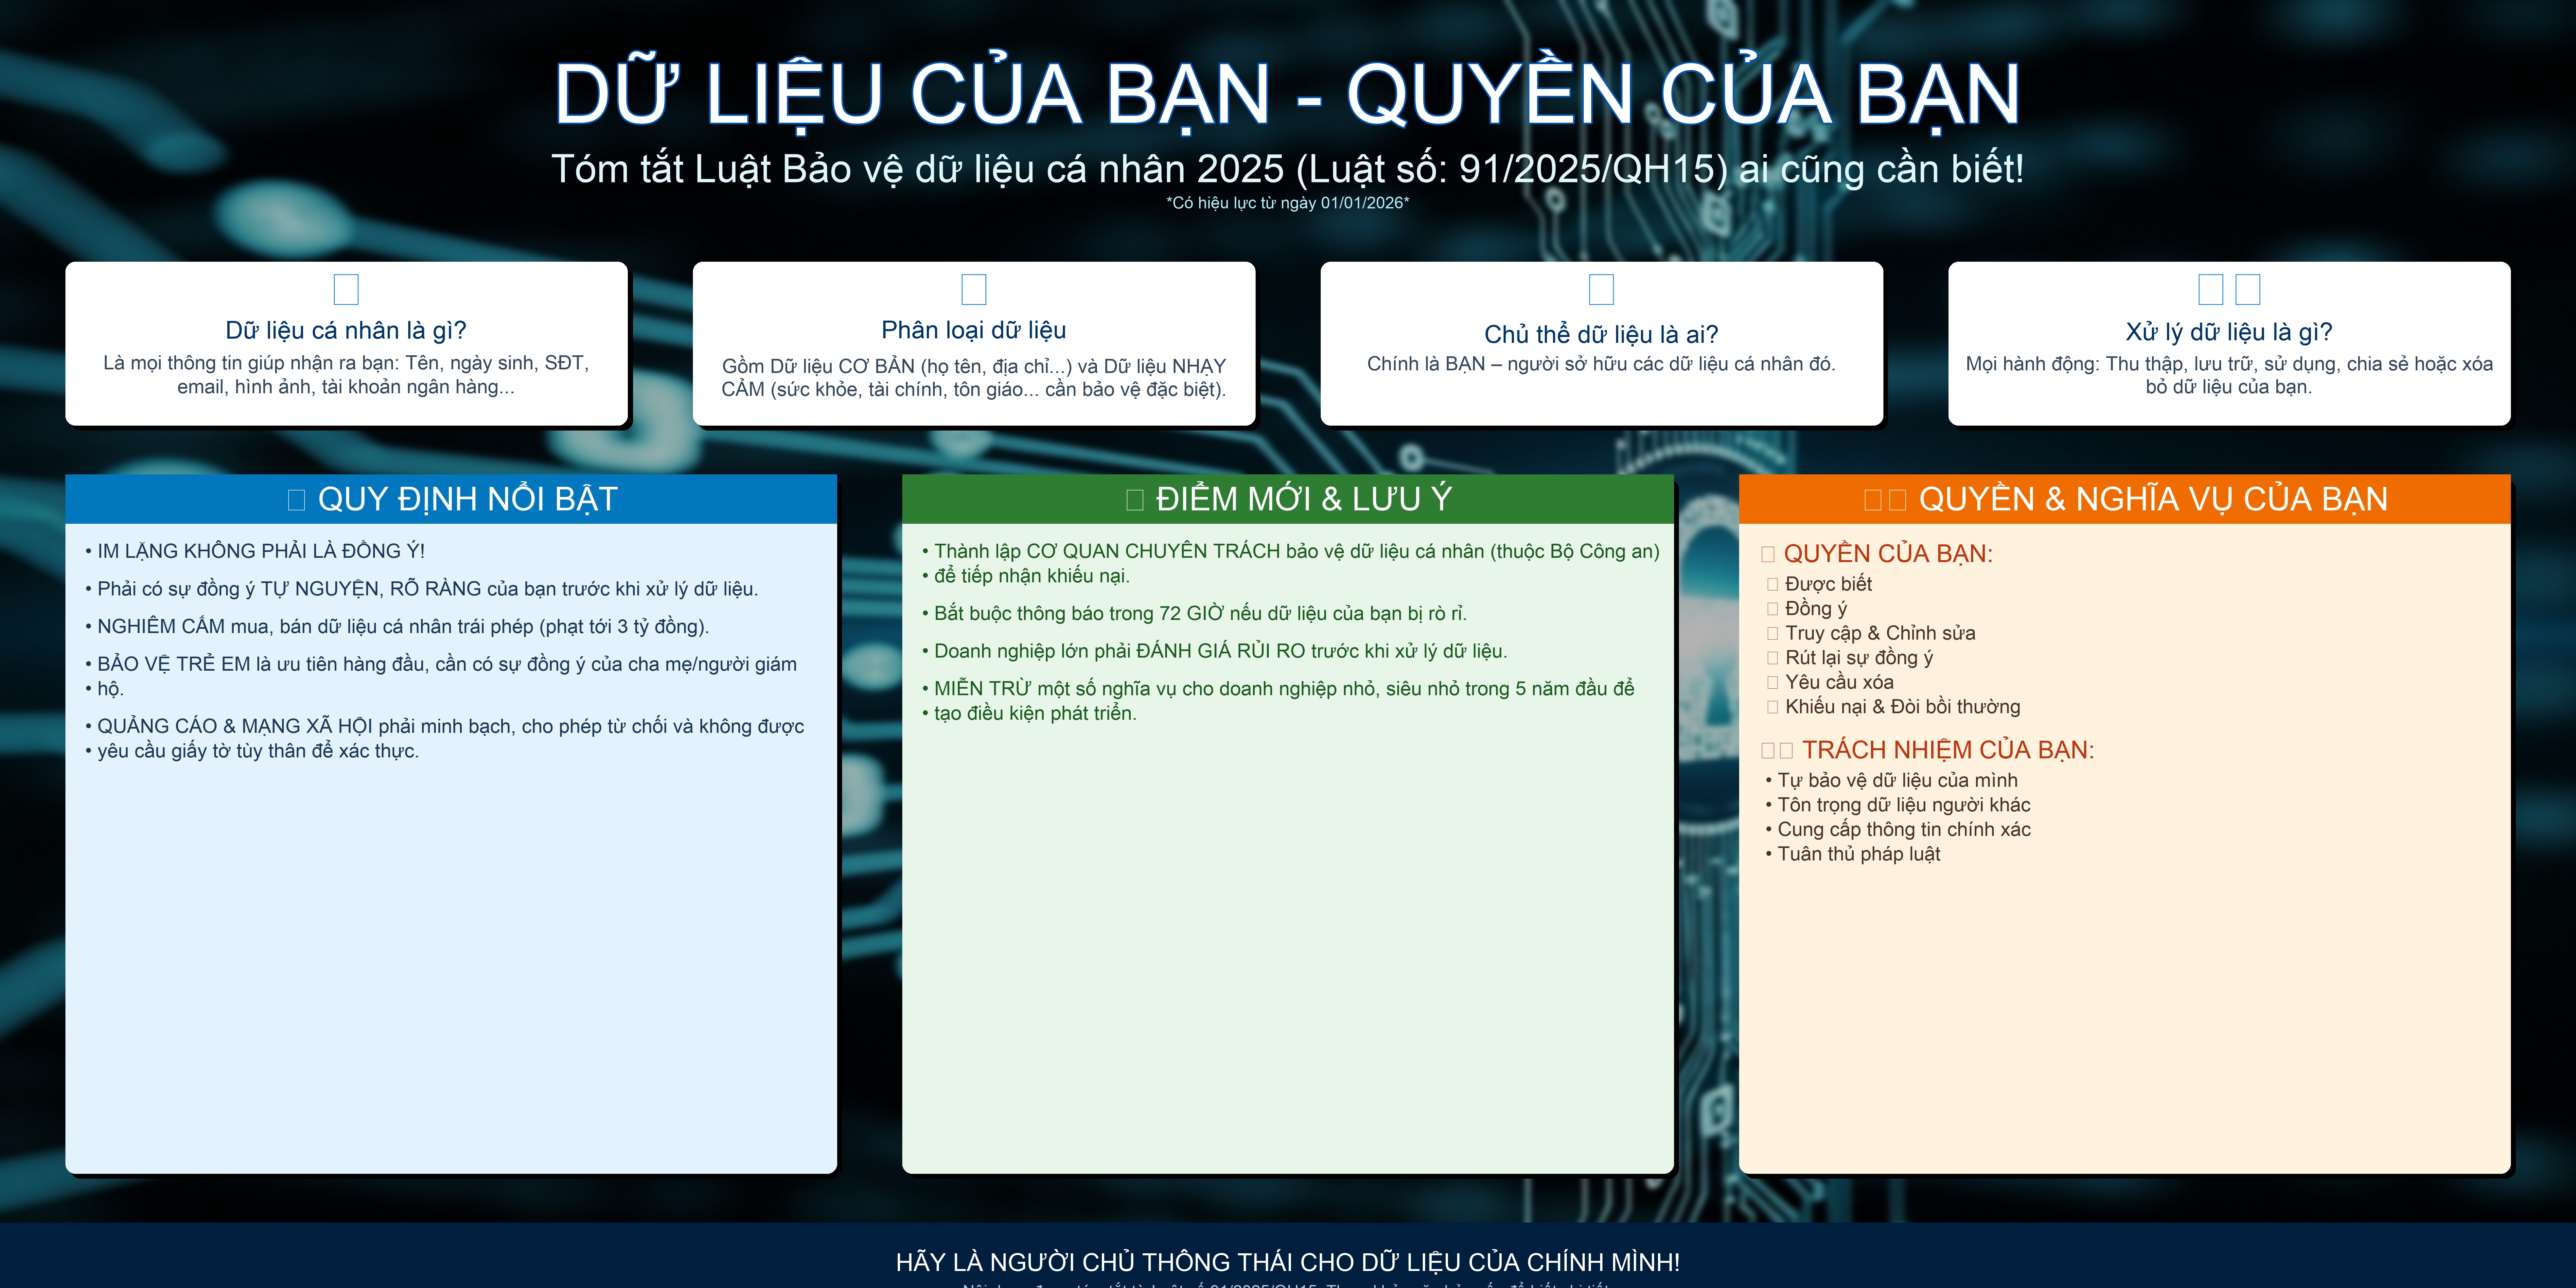 DỮ LIỆU CỦA BẠN - QUYỀN CỦA BẠN
Tóm tắt Luật Bảo vệ dữ liệu cá nhân 2025 (Luật số: 91/2025/QH15) ai cũng cần biết!
*Có hiệu lực từ ngày 01/01/2026*
Dữ liệu cá nhân là gì?
Là mọi thông tin giúp nhận ra bạn: Tên, ngày sinh, SĐT,
email, hình ảnh, tài khoản ngân hàng...
Phân loại dữ liệu
Gồm Dữ liệu CƠ BẢN (họ tên, địa chỉ...) và Dữ liệu NHẠY
CẢM (sức khỏe, tài chính, tôn giáo... cần bảo vệ đặc biệt).
Chủ thể dữ liệu là ai?
Chính là BẠN – người sở hữu các dữ liệu cá nhân đó.
Xử lý dữ liệu là gì?
Mọi hành động: Thu thập, lưu trữ, sử dụng, chia sẻ hoặc xóa
bỏ dữ liệu của bạn.
QUY ĐỊNH NỔI BẬT
• IM LẶNG KHÔNG PHẢI LÀ ĐỒNG Ý!
• Phải có sự đồng ý TỰ NGUYỆN, RÕ RÀNG của bạn trước khi xử lý dữ liệu.
• NGHIÊM CẤM mua, bán dữ liệu cá nhân trái phép (phạt tới 3 tỷ đồng).
• BẢO VỆ TRẺ EM là ưu tiên hàng đầu, cần có sự đồng ý của cha mẹ/người giám
• hộ.
• QUẢNG CÁO & MẠNG XÃ HỘI phải minh bạch, cho phép từ chối và không được
• yêu cầu giấy tờ tùy thân để xác thực.
ĐIỂM MỚI & LƯU Ý
• Thành lập CƠ QUAN CHUYÊN TRÁCH bảo vệ dữ liệu cá nhân (thuộc Bộ Công an)
• để tiếp nhận khiếu nại.
• Bắt buộc thông báo trong 72 GIỜ nếu dữ liệu của bạn bị rò rỉ.
• Doanh nghiệp lớn phải ĐÁNH GIÁ RỦI RO trước khi xử lý dữ liệu.
• MIỄN TRỪ một số nghĩa vụ cho doanh nghiệp nhỏ, siêu nhỏ trong 5 năm đầu để
• tạo điều kiện phát triển.
QUYỀN & NGHĨA VỤ CỦA BẠN
QUYỀN CỦA BẠN:
Được biết
Đồng ý
Truy cập & Chỉnh sửa
Rút lại sự đồng ý
Yêu cầu xóa
Khiếu nại & Đòi bồi thường
TRÁCH NHIỆM CỦA BẠN:
• Tự bảo vệ dữ liệu của mình
• Tôn trọng dữ liệu người khác
• Cung cấp thông tin chính xác
• Tuân thủ pháp luật
HÃY LÀ NGƯỜI CHỦ THÔNG THÁI CHO DỮ LIỆU CỦA CHÍNH MÌNH!